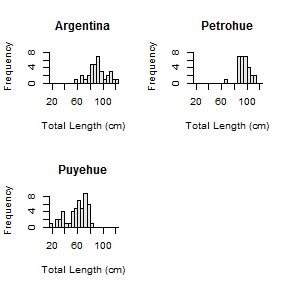 Argentina
Frequency
0 4 8
20 60 100
Total Length (cm)
Petrohue
Frequency
0 4 8
20 60 100
Total Length (cm)
Puyehue
Frequency
0 4 8
20 60 100
Total Length (cm)